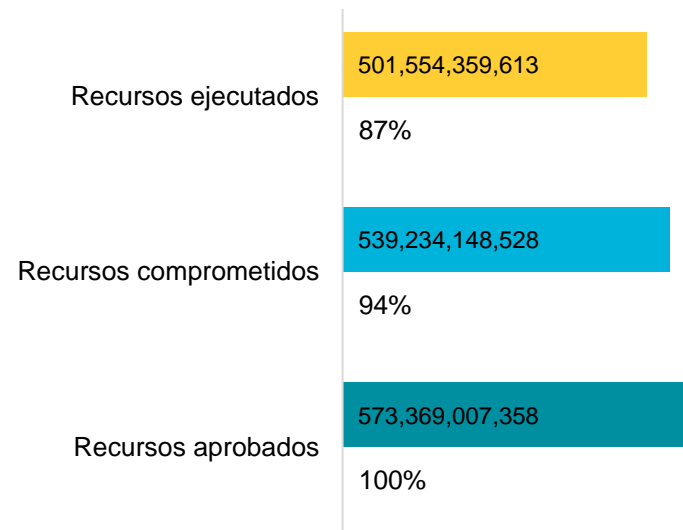 501,554,359,613
Recursos ejecutados
87%
539,234,148,528
Recursos comprometidos
94%
573,369,007,358
Recursos aprobados
100%